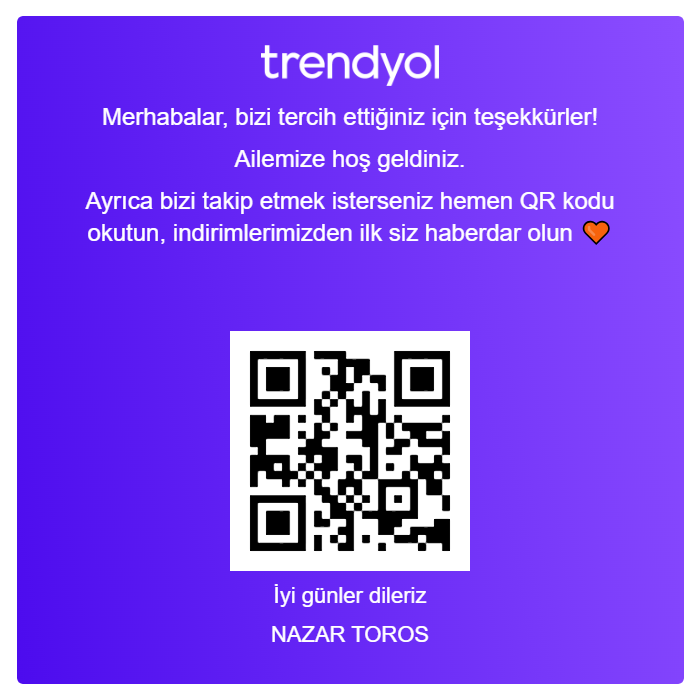 trendyol
Merhabalar, bizi tercih ettiğiniz için teşekkürler!
Ailemize hoş geldiniz.
Ayrıca bizi takip etmek isterseniz hemen QR kodu
okutun, indirimlerimizden ilk siz haberdar olun 🧡
İyi günler dileriz
NAZAR TOROS